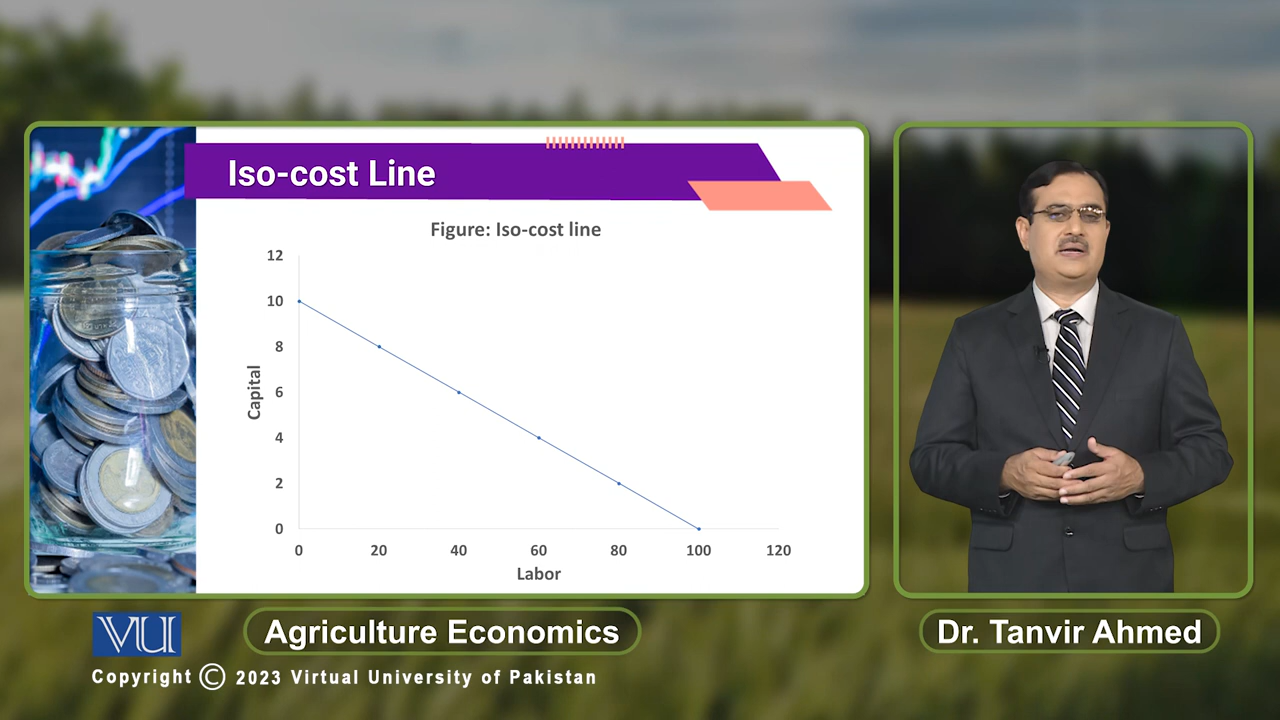 Iso-cost Line
Figure: Iso-cost line
12
10
8
6
4
2
0
Capital
0 20 40 60 80 100 120
Labor
VU
Agriculture Economics
Dr. Tanvir Ahmed
Copyright © 2023 Virtual University of Pakistan